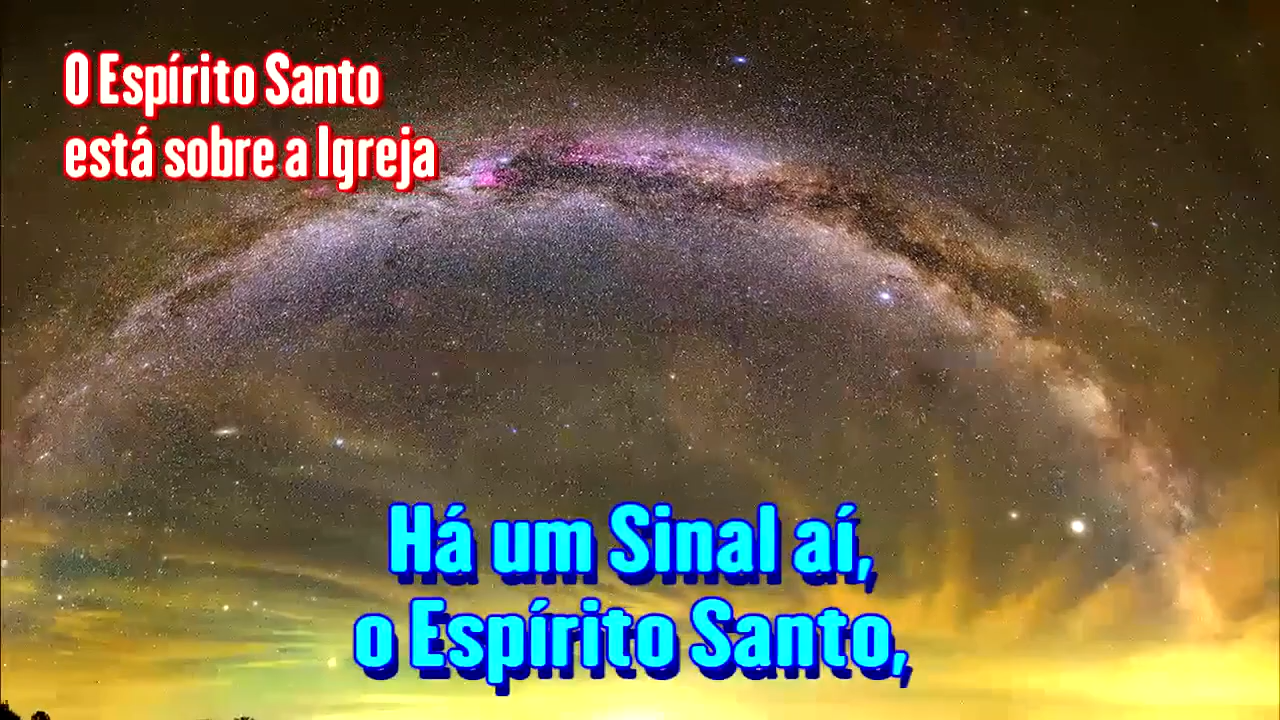 O Espírito Santo
está sobre a Igreja
Há um Sinal aí,
o Espírito Santo,